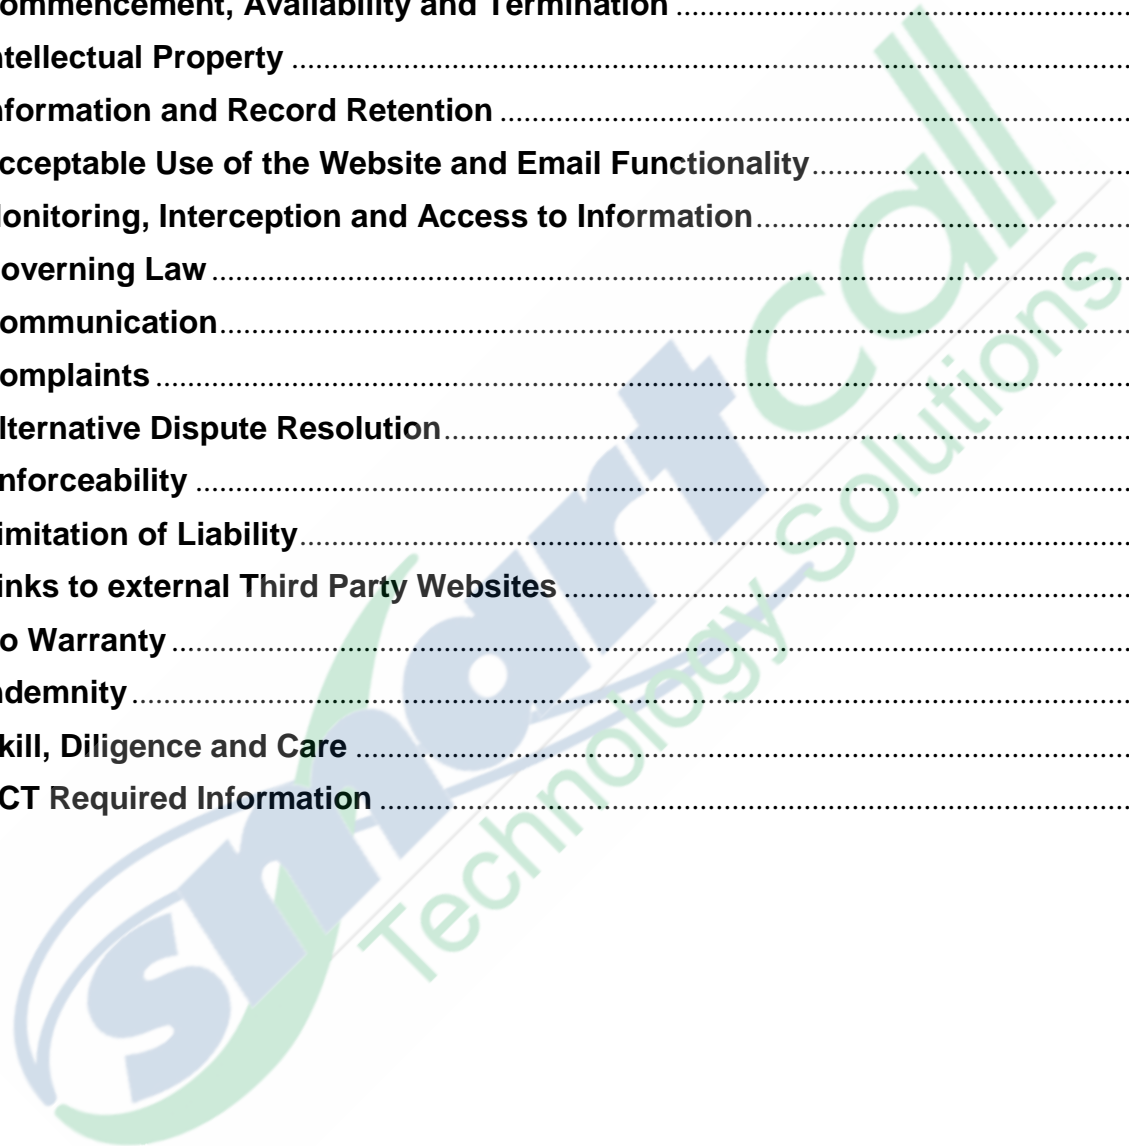 ommencement, Availability and Termination ........................................................
ntellectual Property ........................................................
nformation and Record Retention ........................................................
cceptable Use of the Website and Email Functionality ........................................................
onitoring, Interception and Access to Information ........................................................
overning Law ........................................................
ommunication ........................................................
omplaints ........................................................
lternative Dispute Resolution ........................................................
nforceability ........................................................
imitation of Liability ........................................................
inks to external Third Party Websites ........................................................
o Warranty ........................................................
ndemnity ........................................................
kill, Diligence and Care ........................................................
CT Required Information ........................................................
smartcall
Technology Solutions